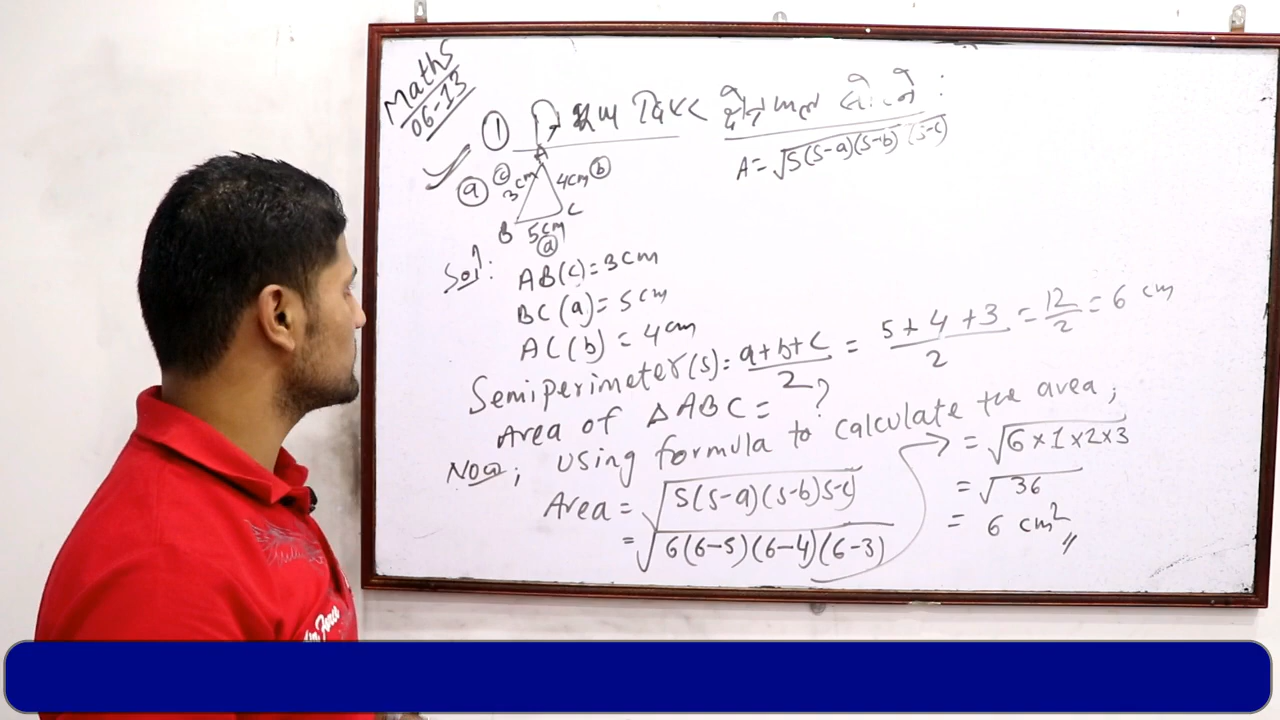 Maths
06-13
①
A = √S(S-a)(S-b)(S-c)
ⓐ
A
ⓒ 3cm 4cm ⓑ
B C
5cm
ⓐ
Solⁿ:
AB(c) = 3cm
BC(a) = 5cm
AC(b) = 4cm
Semiperimeter(s) = a+b+c/2 = 5+4+3/2 = 12/2 = 6 cm
Area of △ABC = ?
Now; using formula to calculate the area;
Area = √S(S-a)(S-b)S-c)
= √6(6-5)(6-4)(6-3)
= √6×1×2×3
= √36
= 6 cm²,,